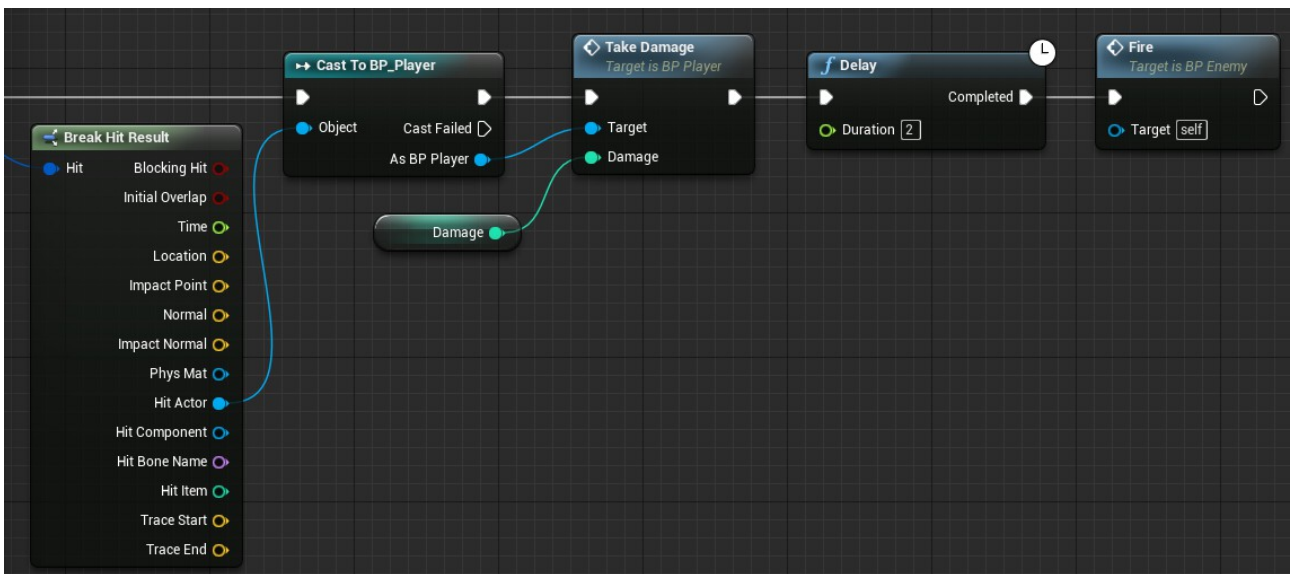 Break Hit Result
Hit
Blocking Hit
Initial Overlap
Time
Location
Impact Point
Normal
Impact Normal
Phys Mat
Hit Actor
Hit Component
Hit Bone Name
Hit Item
Trace Start
Trace End
Cast To BP_Player
Object
Cast Failed
As BP Player
Damage
Take Damage
Target is BP Player
Target
Damage
f Delay
Completed
Duration 2
Fire
Target is BP Enemy
Target self